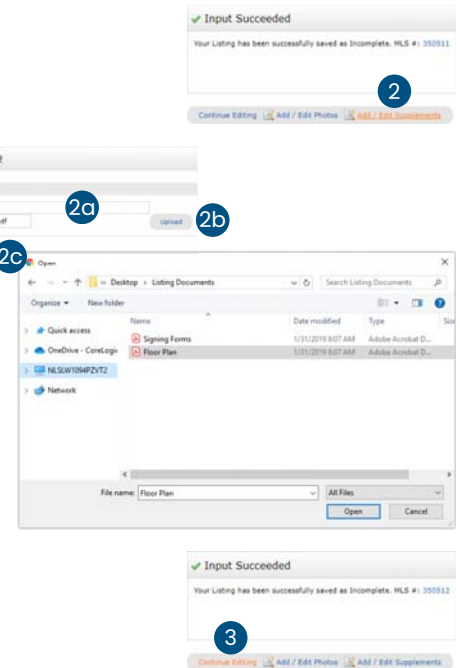 Input Succeeded
Your Listing has been successfully saved as Incomplete. MLS #: 350511
2
Continue Editing Add / Edit Photos Add / Edit Supplements
2a
df
Upload
2b
2c
Open
Desktop › Listing Documents
Search Listing Documents
Organize New folder
Name Date modified Type Size
Quick access
Signing Forms 1/31/2019 8:07 AM Adobe Acrobat D...
OneDrive - CoreLogic
Floor Plan 1/31/2019 8:07 AM Adobe Acrobat D...
NLSLW1094PZVT2
Network
File name: Floor Plan All Files
Open Cancel
Input Succeeded
Your Listing has been successfully saved as Incomplete. MLS #: 350512
3
Continue Editing Add / Edit Photos Add / Edit Supplements